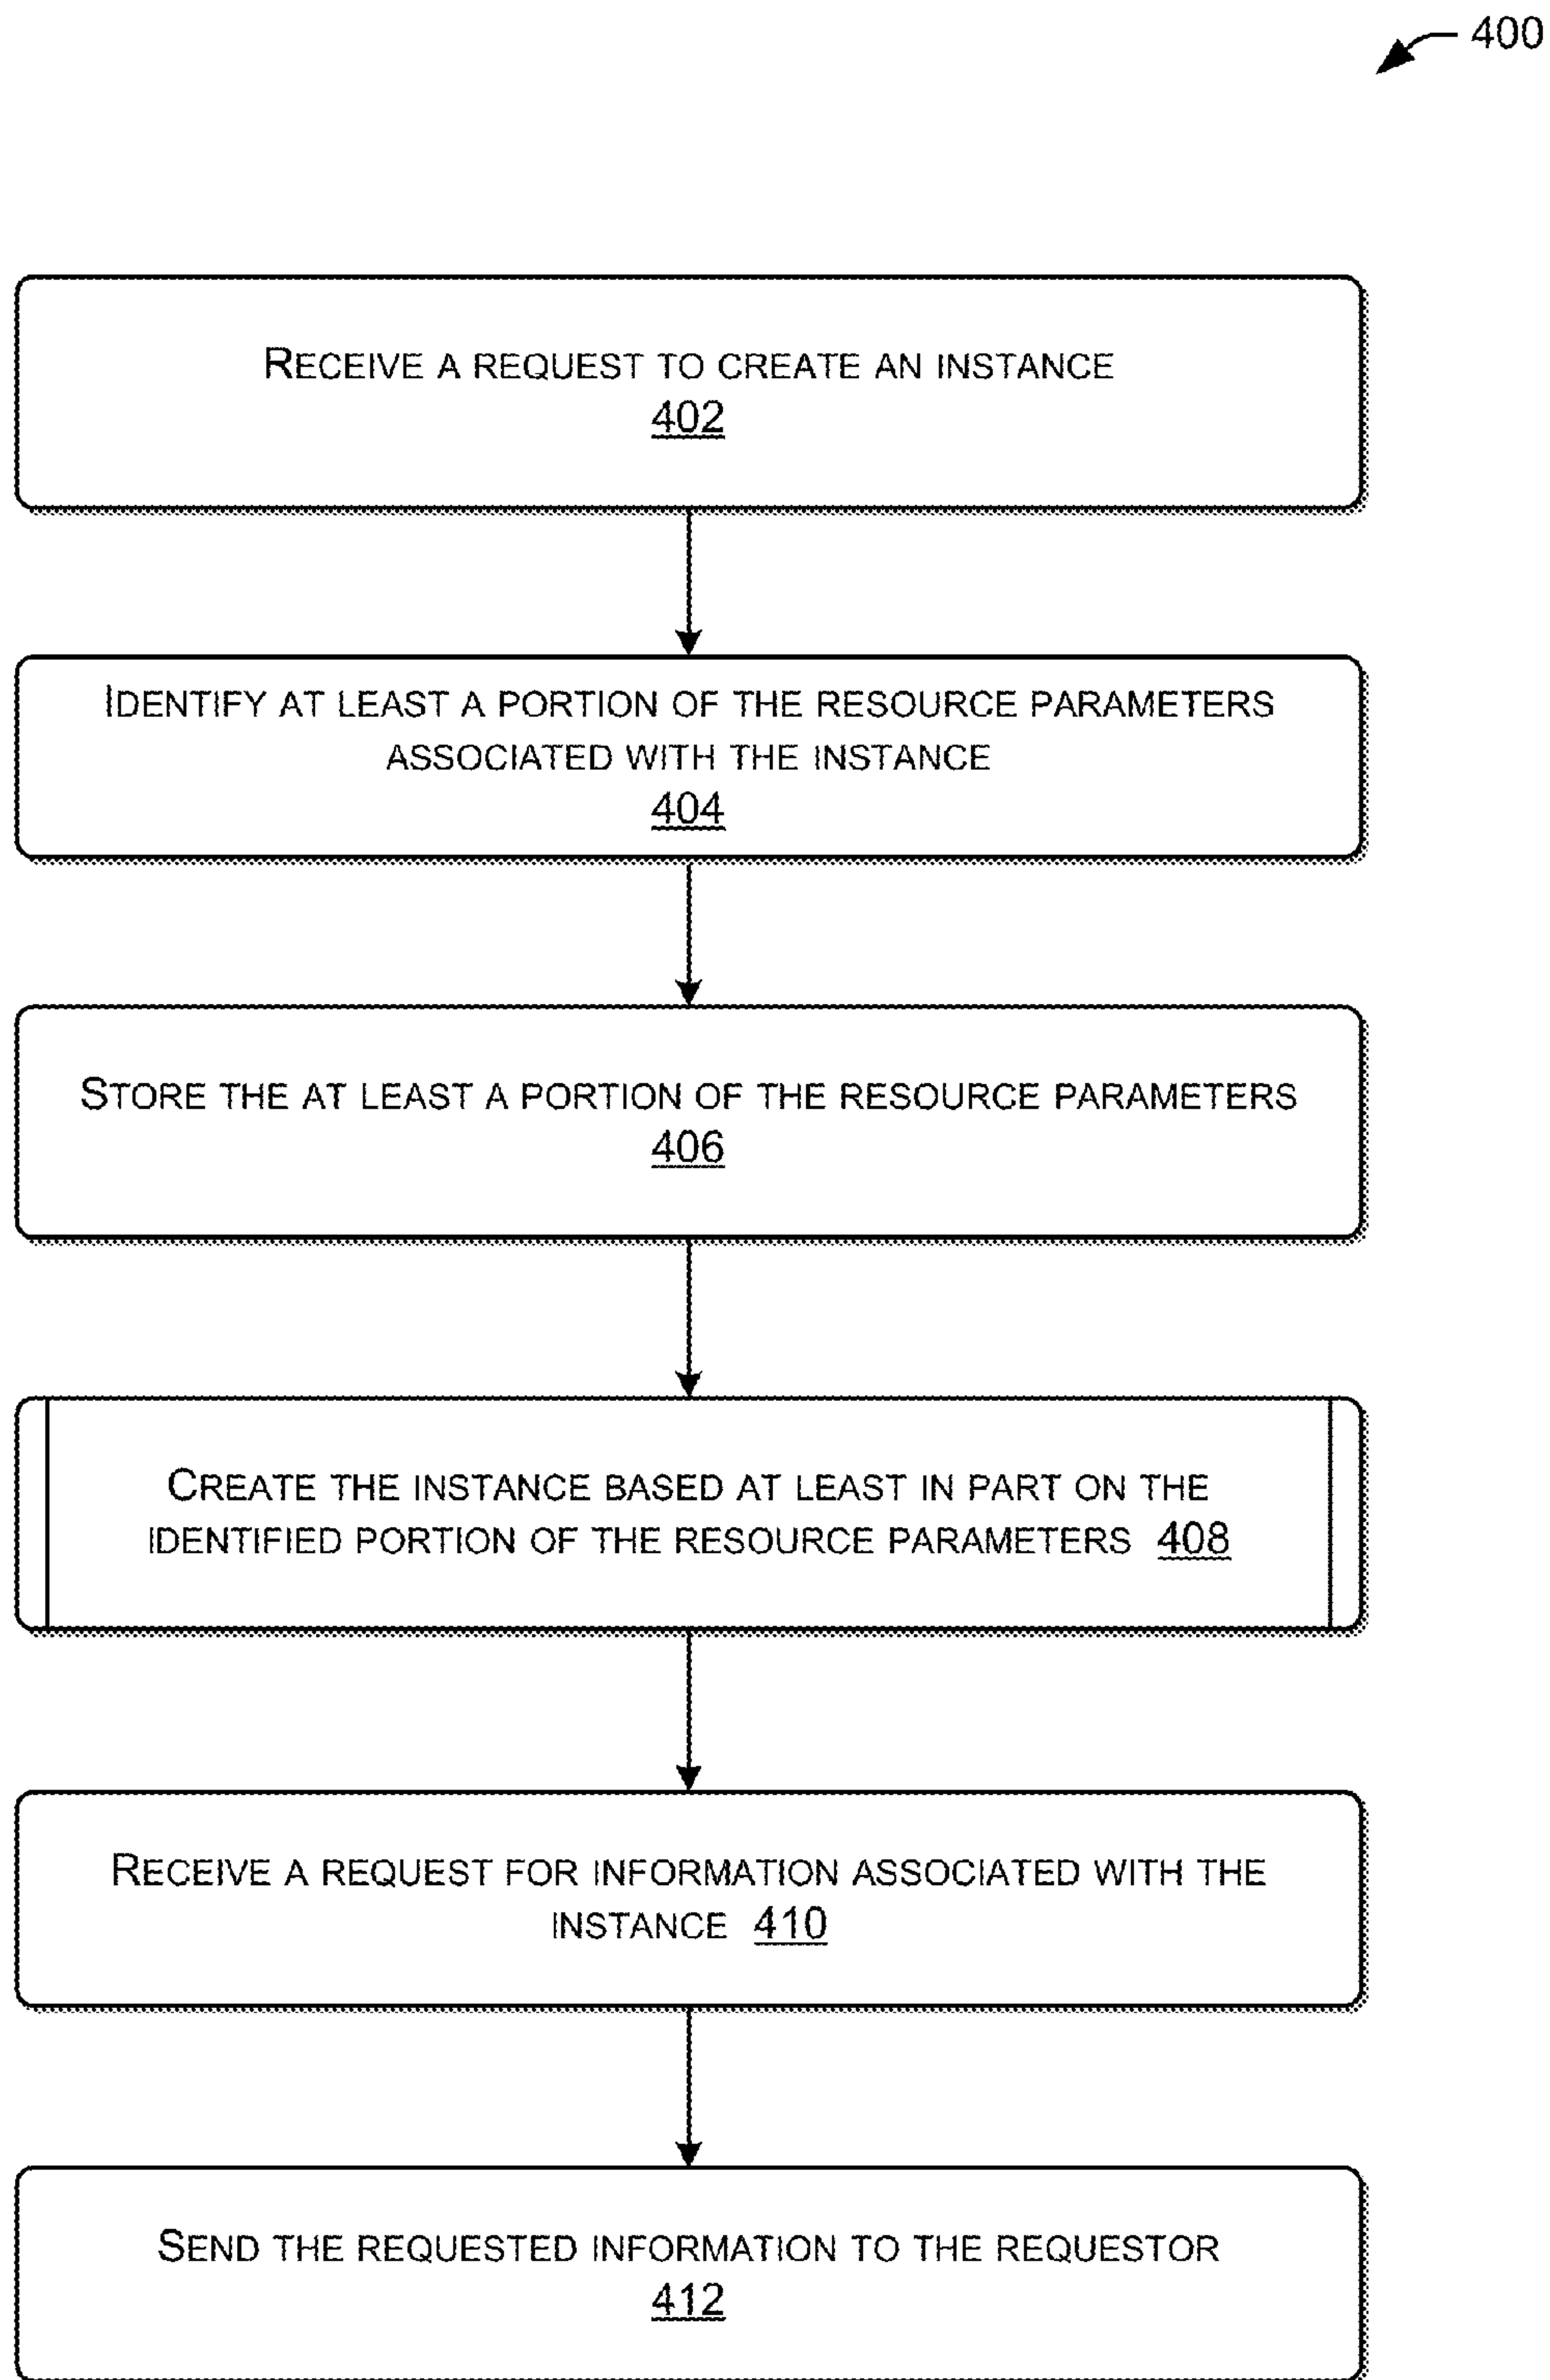 400
RECEIVE A REQUEST TO CREATE AN INSTANCE
402
IDENTIFY AT LEAST A PORTION OF THE RESOURCE PARAMETERS
ASSOCIATED WITH THE INSTANCE
404
STORE THE AT LEAST A PORTION OF THE RESOURCE PARAMETERS
406
CREATE THE INSTANCE BASED AT LEAST IN PART ON THE
IDENTIFIED PORTION OF THE RESOURCE PARAMETERS 408
RECEIVE A REQUEST FOR INFORMATION ASSOCIATED WITH THE
INSTANCE 410
SEND THE REQUESTED INFORMATION TO THE REQUESTOR
412